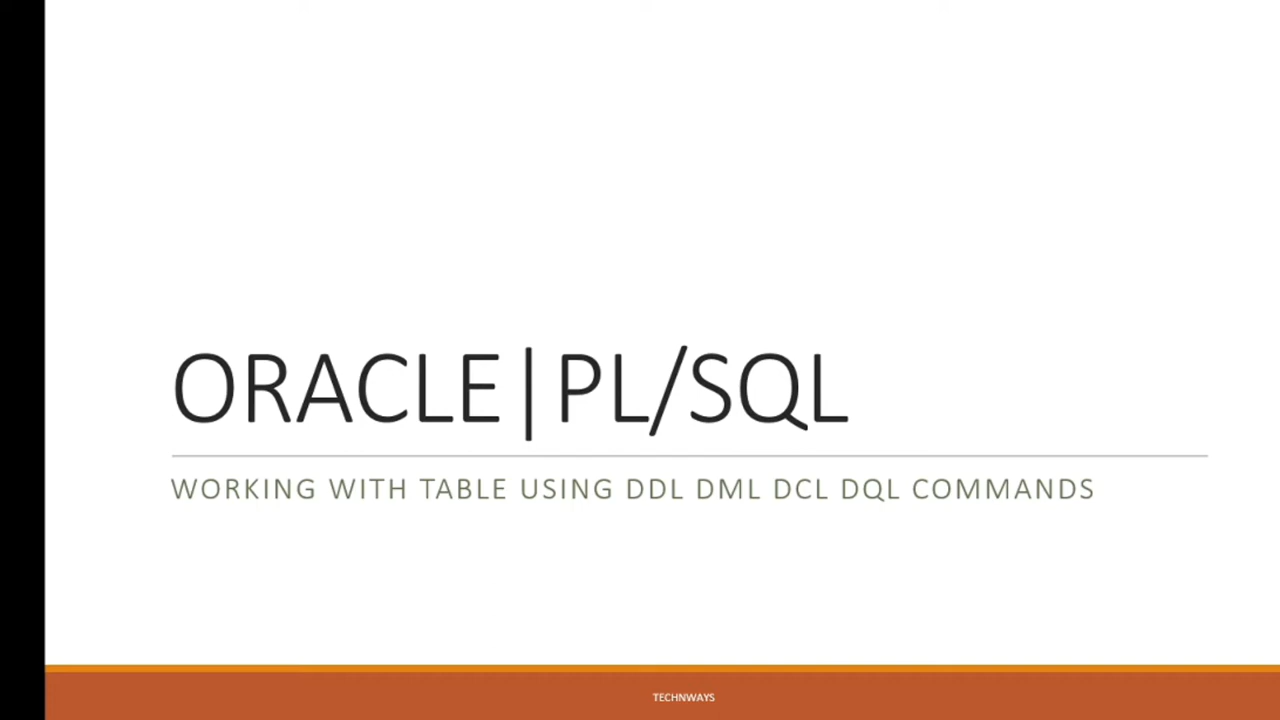 ORACLE|PL/SQL
WORKING WITH TABLE USING DDL DML DCL DQL COMMANDS
TECHNWAYS